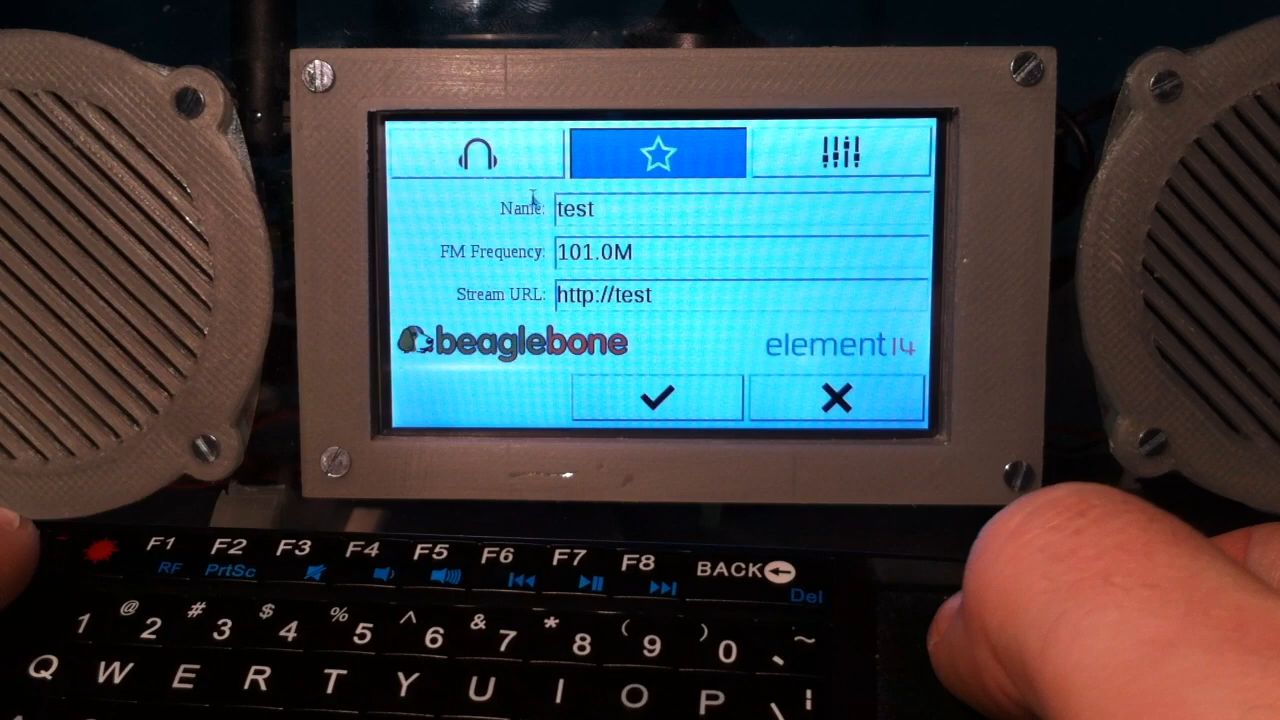 Name: test
FM Frequency: 101.0M
Stream URL: http://test
beaglebone element14
F1 F2 F3 F4 F5 F6 F7 F8 BACK
RF PrtSc Del
@ # $ % ^ & * ( ) ~
1 2 3 4 5 6 7 8 9 0 `
Q W E R T Y U I O P \ |